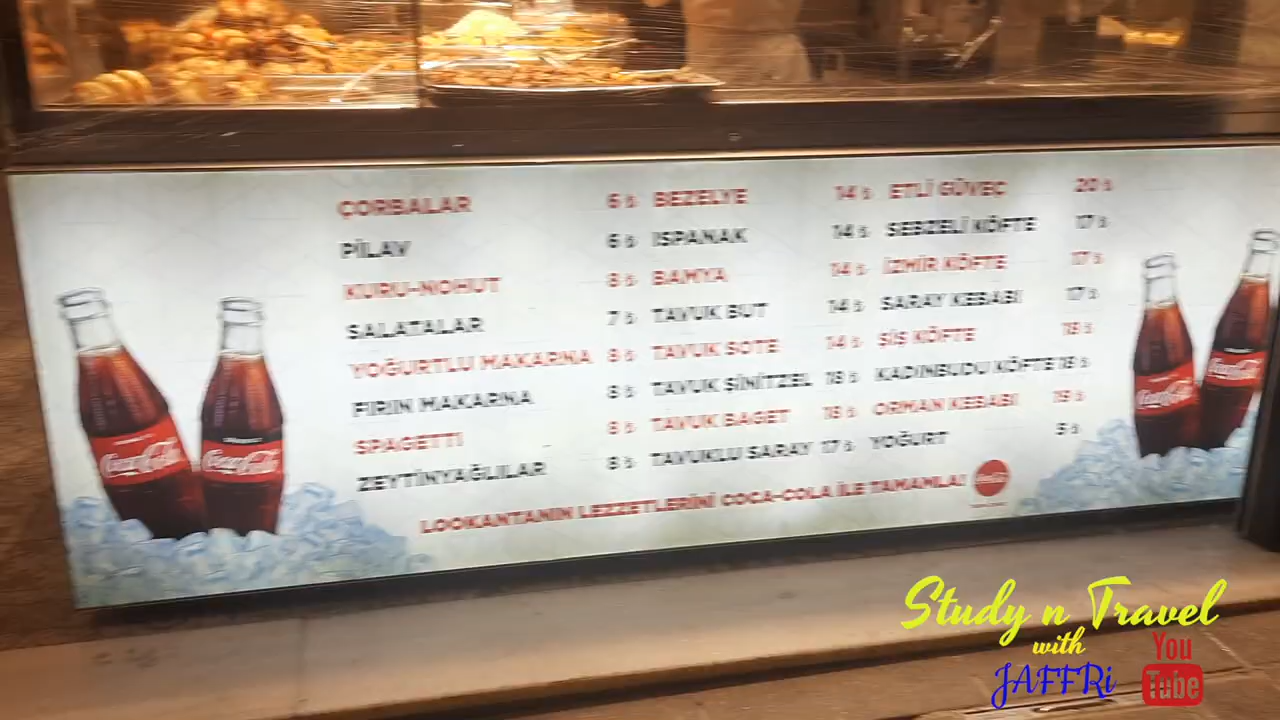 ÇORBALAR 6₺ BEZELYE 14₺ ETLİ GÜVEÇ 20₺
PİLAV 6₺ ISPANAK 14₺ SEBZELİ KÖFTE 17₺
KURU-NOHUT 8₺ BAMYA 14₺ İZMİR KÖFTE 17₺
SALATALAR 7₺ TAVUK BUT 14₺ SARAY KEBABI 17₺
YOĞURTLU MAKARNA 8₺ TAVUK SOTE 14₺ SİS KÖFTE 18₺
FIRIN MAKARNA 8₺ TAVUK ŞİNİTZEL 18₺ KADINBUDU KÖFTE 18₺
SPAGETTI 8₺ TAVUK BAGET 18₺ ORMAN KEBABI 19₺
ZEYTİNYAĞLILAR 8₺ TAVUKLU SARAY 17₺ YOĞURT 5₺
LOOKANTANIN LEZZETLERİNİ COCA-COLA İLE TAMAMLA!
Coca-Cola
Coca-Cola
Coca-Cola
Coca-Cola
Study n Travel
with
JAFFRi
You
Tube